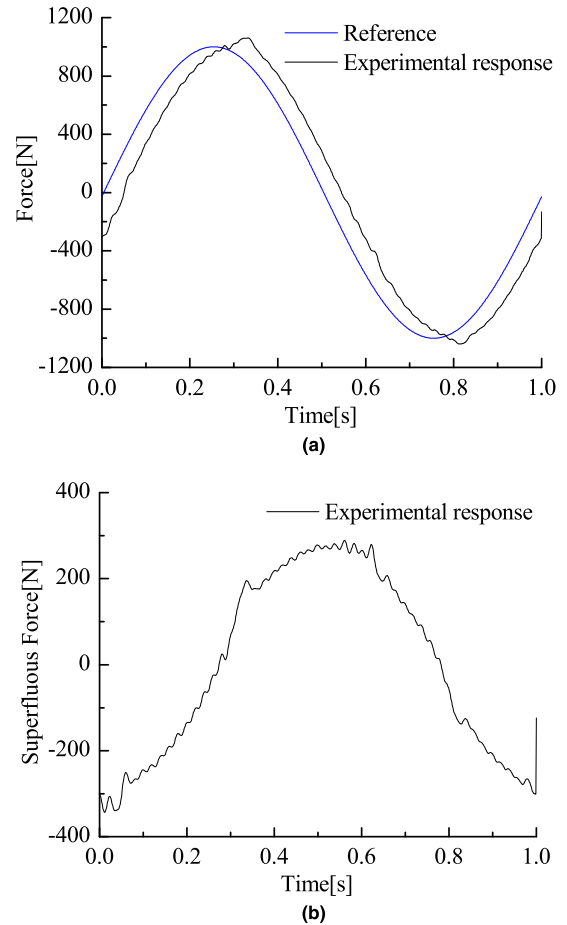 1200
800
400
0
-400
-800
-1200
Force[N]
Reference
Experimental response
0.0 0.2 0.4 0.6 0.8 1.0
Time[s]
(a)
400
200
0
-200
-400
Superfluous Force[N]
Experimental response
0.0 0.2 0.4 0.6 0.8 1.0
Time[s]
(b)